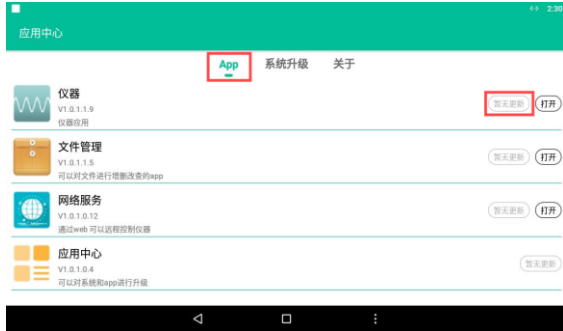 2:30
应用中心
App 系统升级 关于
仪器
V1.0.1.1.9
仪器应用
暂无更新 打开
文件管理
V1.0.1.1.5
可以对文件进行增删改查的app
暂无更新 打开
网络服务
V1.0.1.0.12
通过web 可以远程控制仪器
暂无更新 打开
应用中心
V1.0.1.0.4
可以对系统和app进行升级
暂无更新